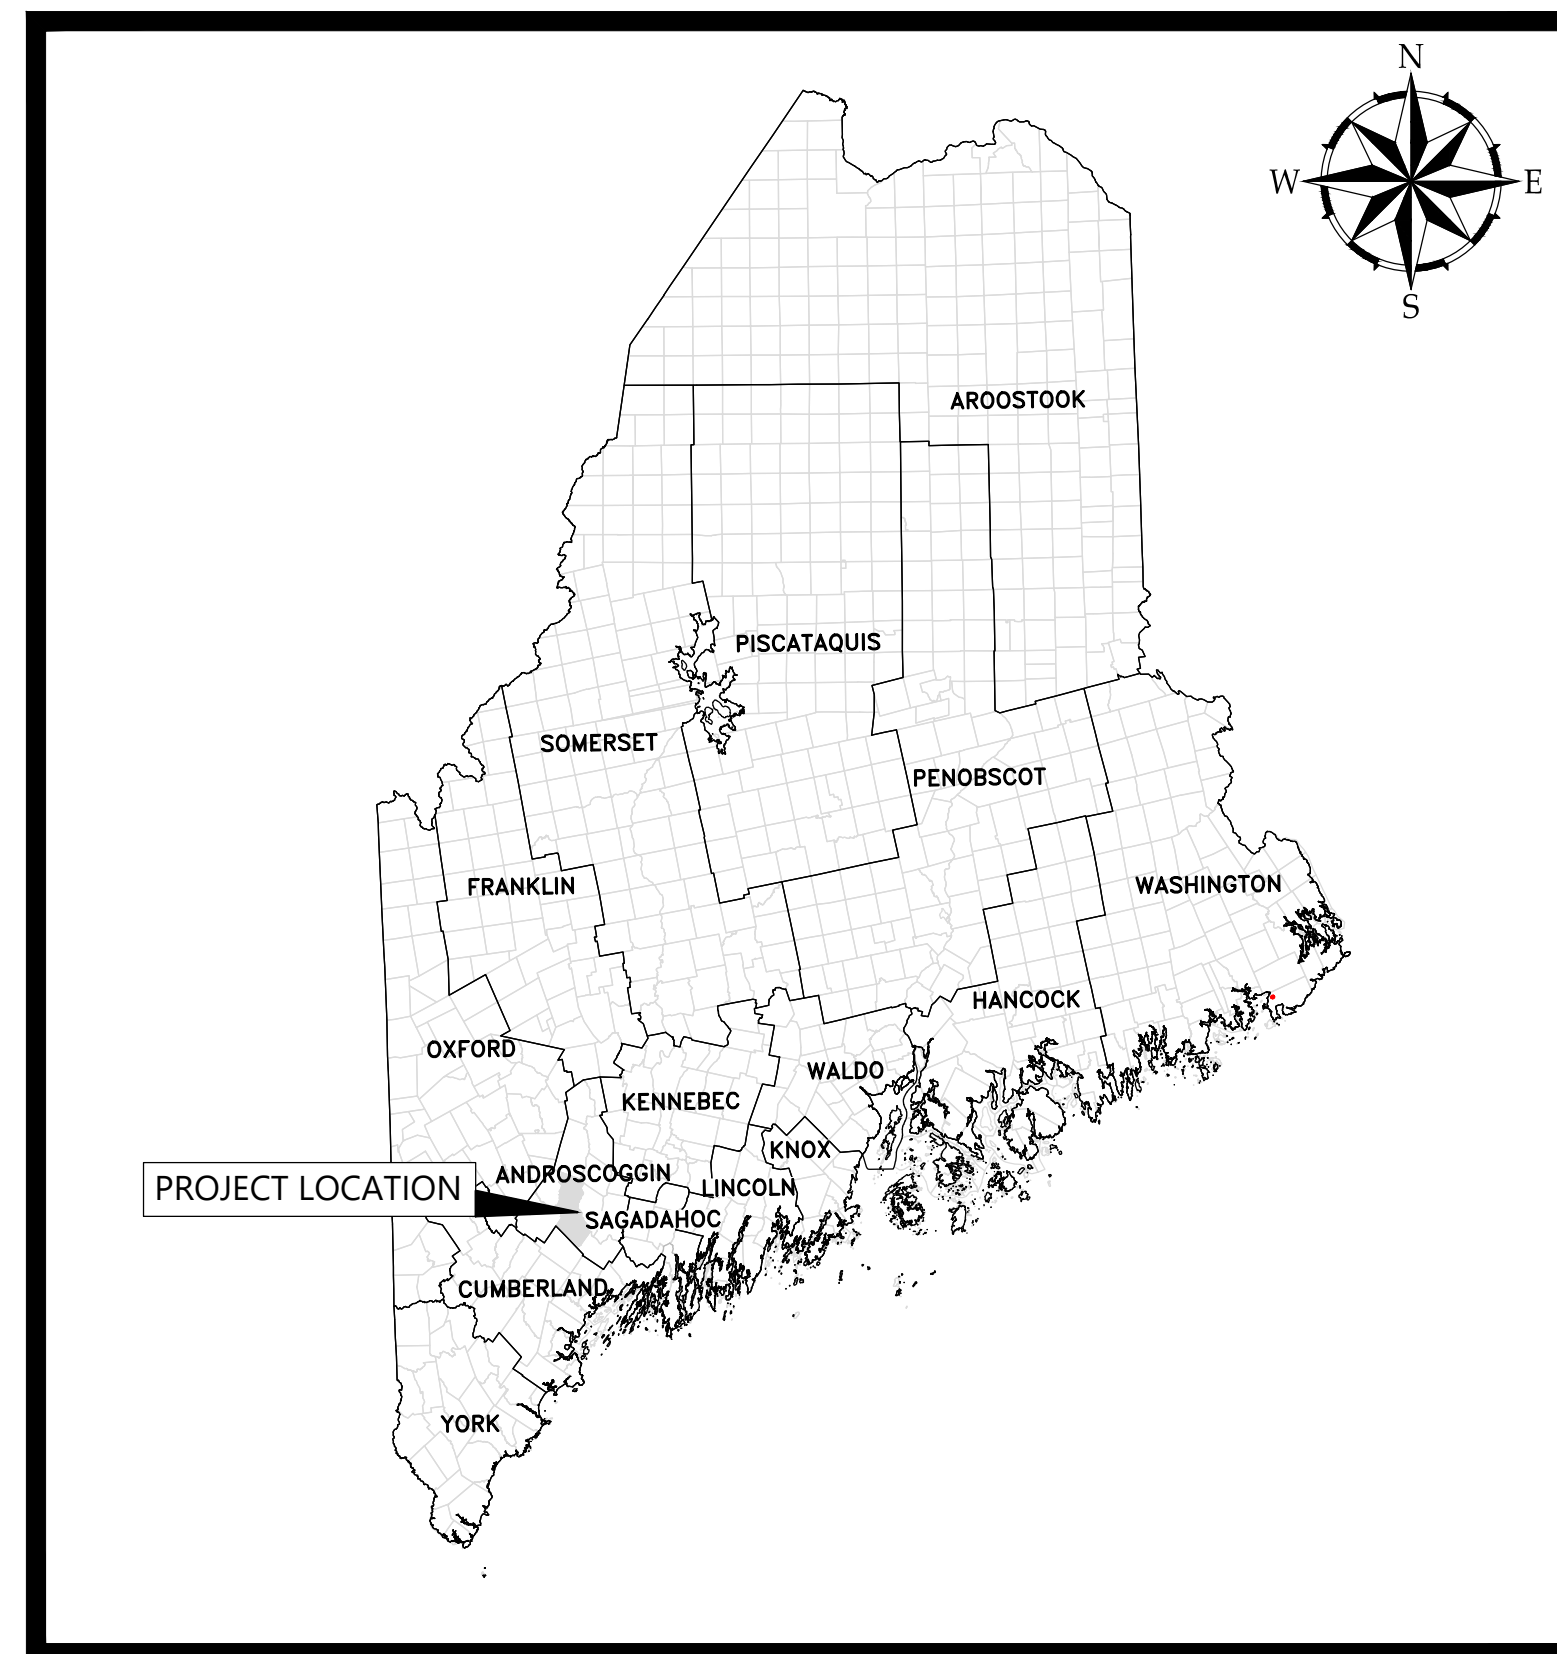 N
W
E
S
AROOSTOOK
PISCATAQUIS
SOMERSET
PENOBSCOT
FRANKLIN
WASHINGTON
HANCOCK
OXFORD
WALDO
KENNEBEC
KNOX
ANDROSCOGGIN
PROJECT LOCATION
LINCOLN
SAGADAHOC
CUMBERLAND
YORK